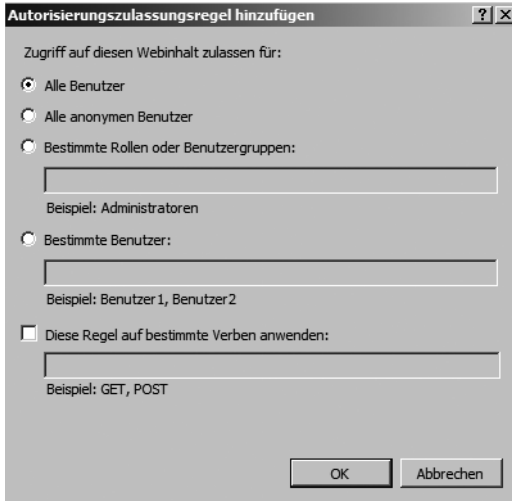 Autorisierungszulassungsregel hinzufügen
Zugriff auf diesen Webinhalt zulassen für:
Alle Benutzer
Alle anonymen Benutzer
Bestimmte Rollen oder Benutzergruppen:
Beispiel: Administratoren
Bestimmte Benutzer:
Beispiel: Benutzer1, Benutzer2
Diese Regel auf bestimmte Verben anwenden:
Beispiel: GET, POST
OK Abbrechen